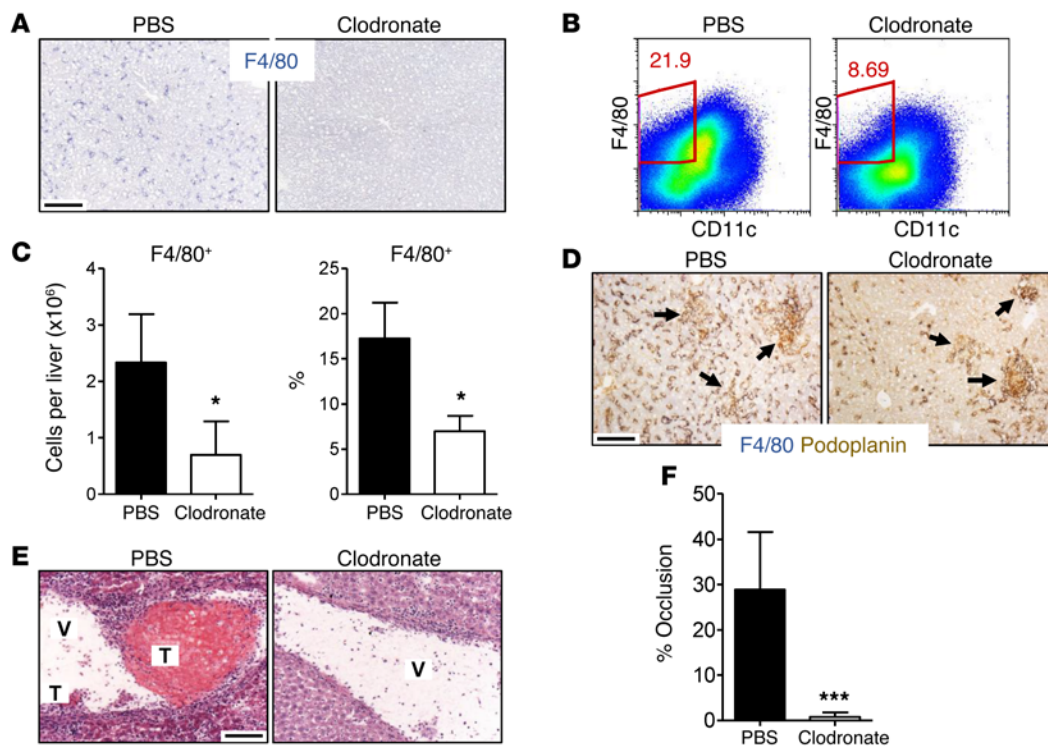 A
PBS
Clodronate
F4/80
B
PBS
Clodronate
21.9
8.69
F4/80
F4/80
CD11c
CD11c
C
F4/80⁺
F4/80⁺
Cells per liver (x10⁶)
4
3
2
1
0
*
PBS
Clodronate
%
25
20
15
10
5
0
*
PBS
Clodronate
D
PBS
Clodronate
F4/80 Podoplanin
E
PBS
Clodronate
V
T
T
V
F
% Occlusion
50
40
30
20
10
0
***
PBS
Clodronate